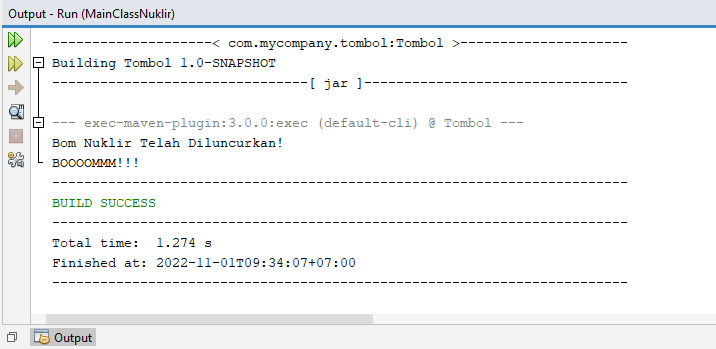 Output - Run (MainClassNuklir)
--------------------< com.mycompany.tombol:Tombol >---------------------
Building Tombol 1.0-SNAPSHOT
--------------------------------[ jar ]---------------------------------
--- exec-maven-plugin:3.0.0:exec (default-cli) @ Tombol ---
Bom Nuklir Telah Diluncurkan!
BOOOOMMM!!!
------------------------------------------------------------------------
BUILD SUCCESS
------------------------------------------------------------------------
Total time:  1.274 s
Finished at: 2022-11-01T09:34:07+07:00
------------------------------------------------------------------------
Output